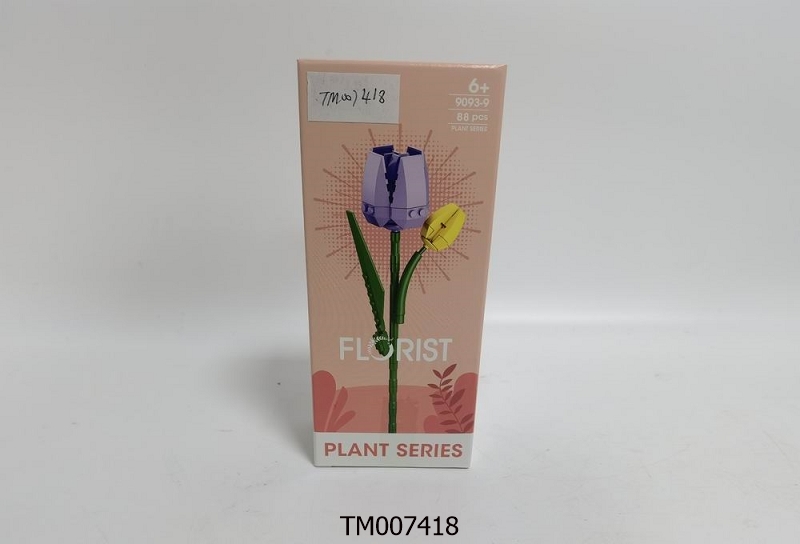 TM007418
6+
9093-9
88 pcs
PLANT SERIES
FLORIST
PLANT SERIES
TM007418